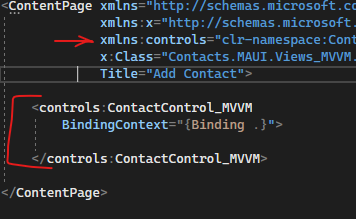 <ContentPage xmlns="http://schemas.microsoft.co
xmlns:x="http://schemas.microsoft.
xmlns:controls="clr-namespace:Cont
x:Class="Contacts.MAUI.Views_MVVM.
Title="Add Contact">
<controls:ContactControl_MVVM
BindingContext="{Binding .}">
</controls:ContactControl_MVVM>
</ContentPage>